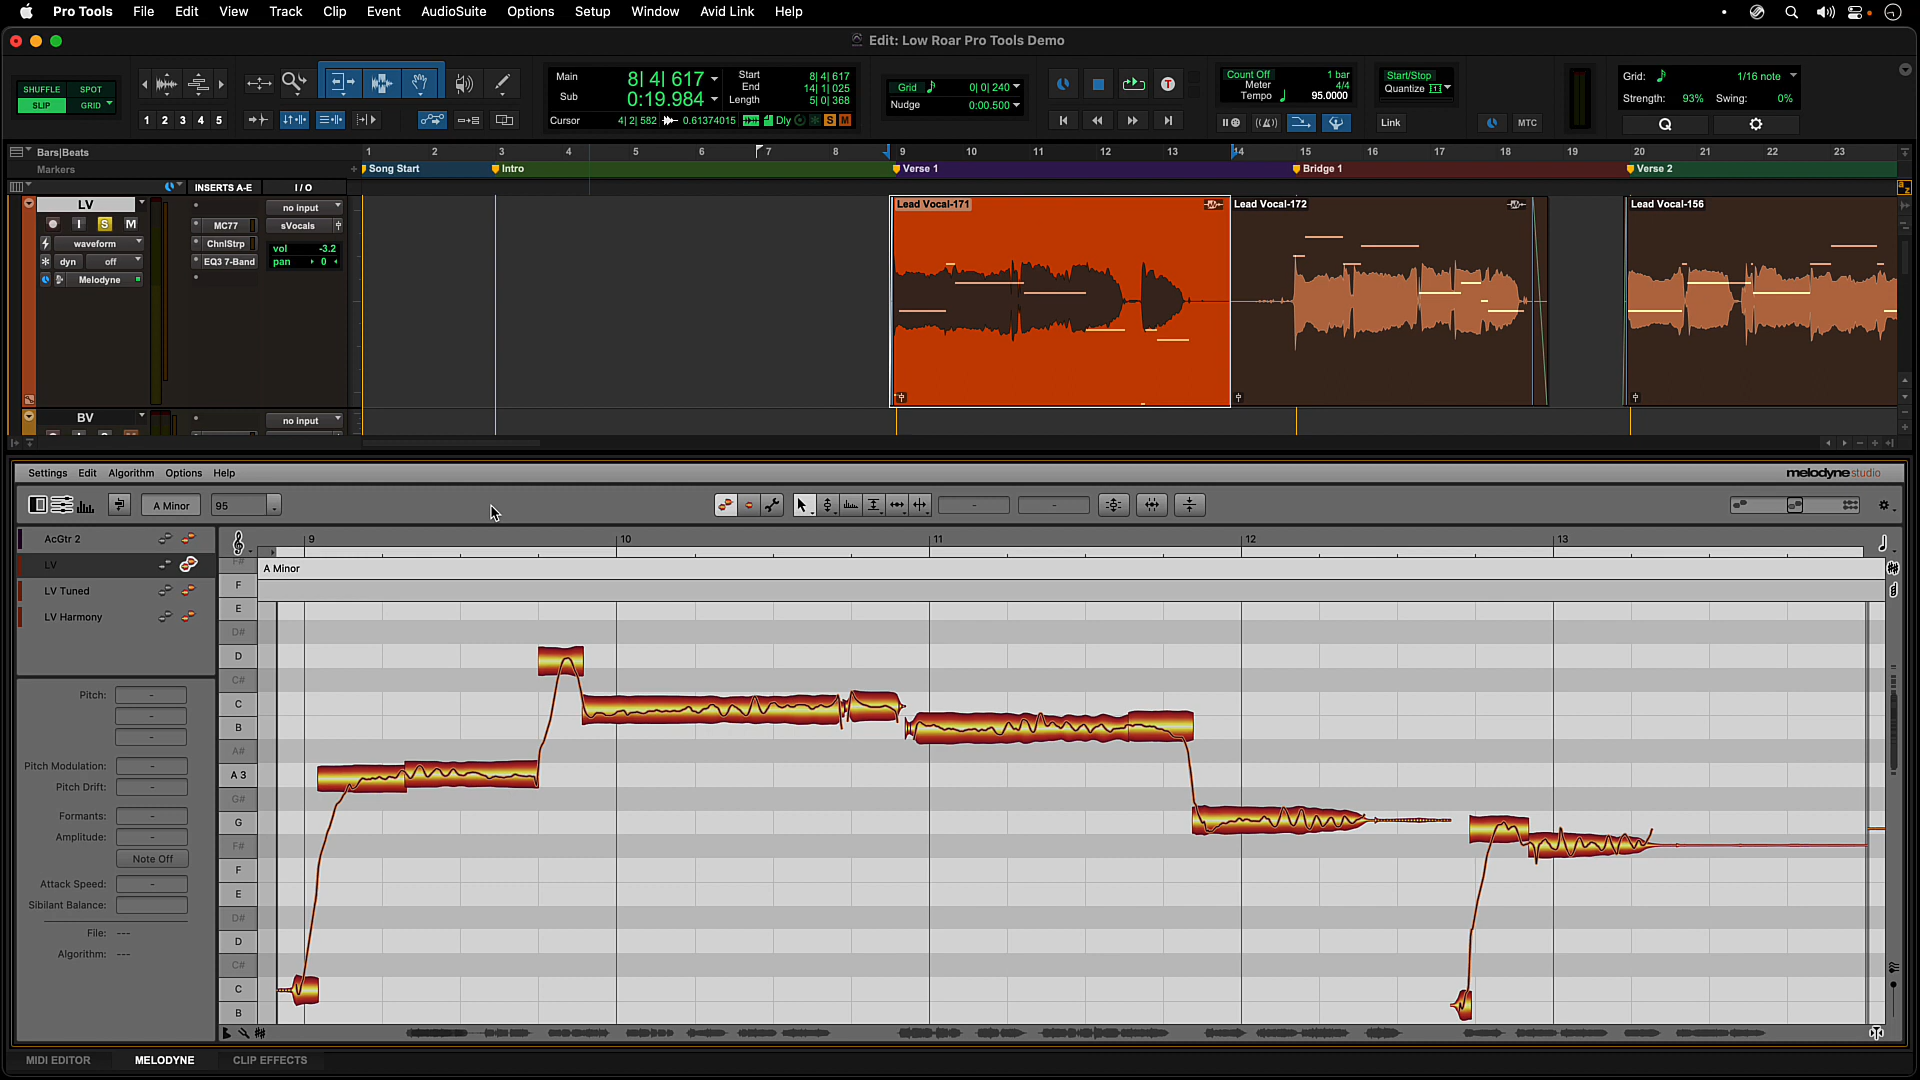 Pro Tools File Edit View Track Clip Event AudioSuite Options Setup Window Avid Link Help
Edit: Low Roar Pro Tools Demo
SHUFFLE SPOT
SLIP GRID
1 2 3 4 5
Main 8| 4| 617
Sub 0:19.984
Start 8| 4| 617
End 14| 1| 025
Length 5| 0| 368
Cursor 4| 2| 582 0.61374015 Dly S M
Grid 0| 0| 240
Nudge 0:00.500
T
Count Off 1 bar
Meter 4/4
Tempo 95.0000
Start/Stop
Quantize
Link
MTC
Grid: 1/16 note
Strength: 93% Swing: 0%
Q
Bars|Beats 1 2 3 4 5 6 7 8 9 10 11 12 13 14 15 16 17 18 19 20 21 22 23
Markers Song Start Intro Verse 1 Bridge 1 Verse 2
INSERTS A-E I / O
LV
I S M
waveform
dyn off
Melodyne
MC77
ChnlStrp
EQ3 7-Band
no input
sVocals
vol -3.2
pan 0
Lead Vocal-171 Lead Vocal-172 Lead Vocal-156
BV
no input
Settings Edit Algorithm Options Help
melodyne studio
A Minor 95 - -
AcGtr 2
LV
LV Tuned
LV Harmony
9 10 11 12 13
A Minor
F#
F
E
D#
D
C#
C
B
A#
A 3
G#
G
F#
F
E
D#
D
C#
C
B
Pitch: -
-
-
Pitch Modulation: -
Pitch Drift: -
Formants: -
Amplitude: -
Note Off
Attack Speed: -
Sibilant Balance:
File: ---
Algorithm: ---
MIDI EDITOR MELODYNE CLIP EFFECTS